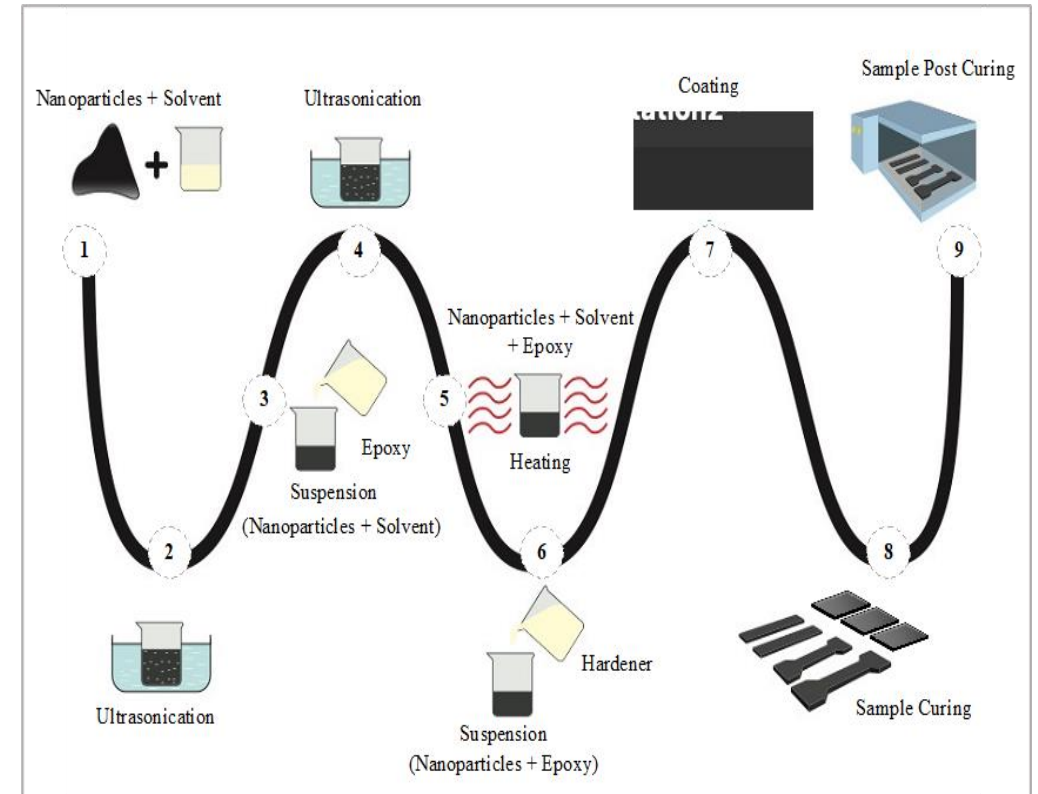 Nanoparticles + Solvent
1
2
Ultrasonication
3
Epoxy
Suspension
(Nanoparticles + Solvent)
Ultrasonication
4
5
Nanoparticles + Solvent
+ Epoxy
Heating
6
Hardener
Suspension
(Nanoparticles + Epoxy)
Coating
7
8
Sample Curing
Sample Post Curing
9